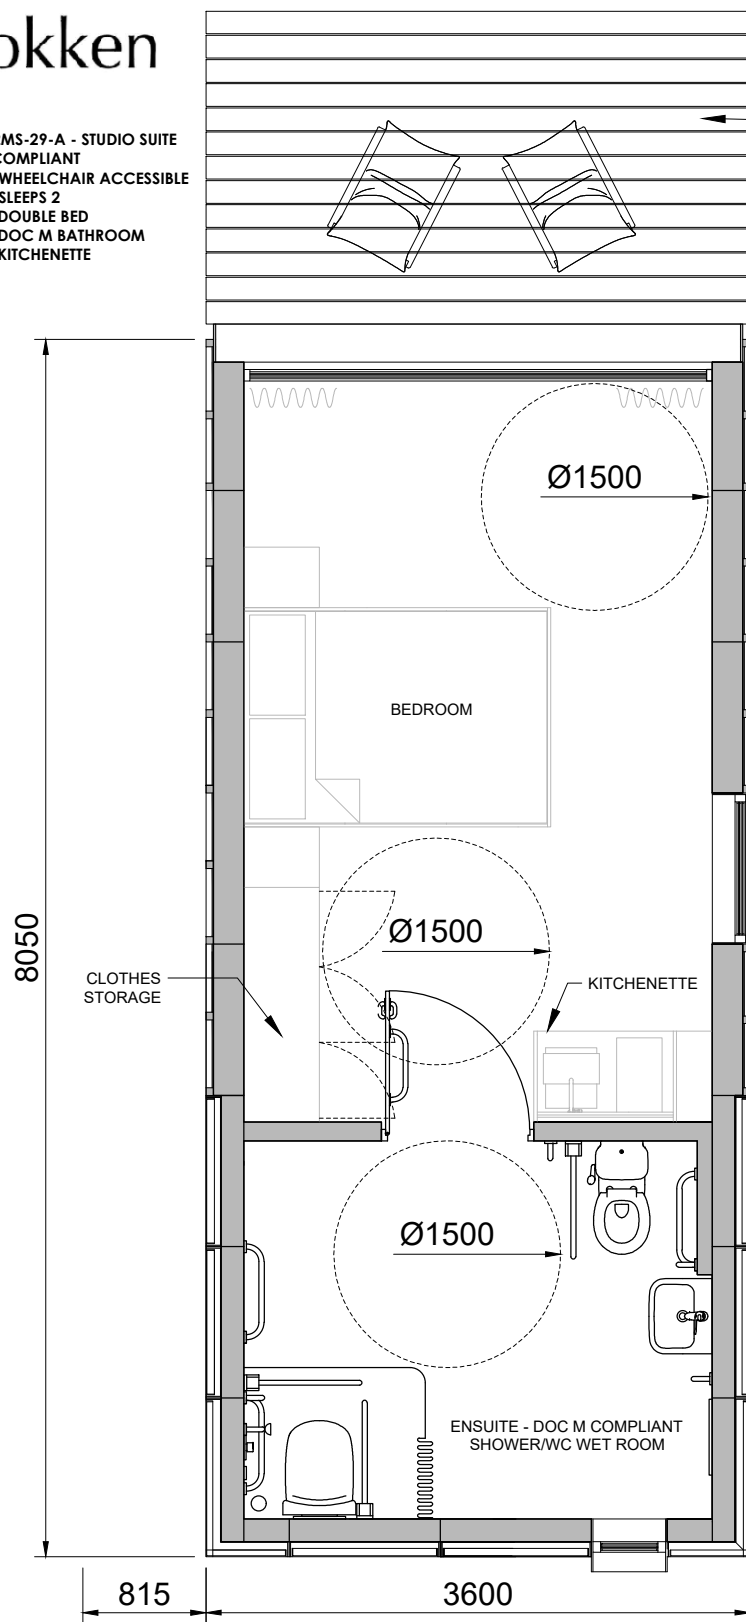 okken
MS-29-A - STUDIO SUITE
COMPLIANT
WHEELCHAIR ACCESSIBLE
SLEEPS 2
DOUBLE BED
DOC M BATHROOM
KITCHENETTE
Ø1500
BEDROOM
8050
Ø1500
CLOTHES
STORAGE
KITCHENETTE
Ø1500
ENSUITE - DOC M COMPLIANT
SHOWER/WC WET ROOM
815
3600